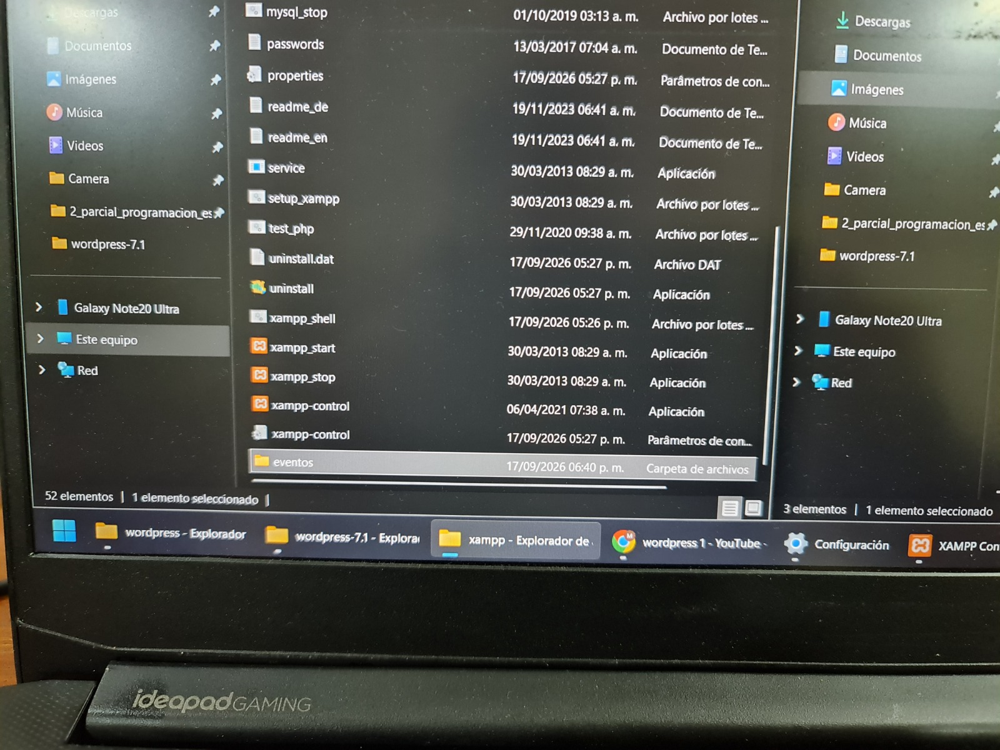 Descargas
Documentos
Imágenes
Música
Videos
Camera
2_parcial_programacion_es
wordpress-7.1
Galaxy Note20 Ultra
Este equipo
Red
mysql_stop 01/10/2019 03:13 a. m. Archivo por lotes ...
passwords 13/03/2017 07:04 a. m. Documento de Te...
properties 17/09/2026 05:27 p. m. Parâmetros de con...
readme_de 19/11/2023 06:41 a. m. Documento de Te...
readme_en 19/11/2023 06:41 a. m. Documento de Te...
service 30/03/2013 08:29 a. m. Aplicación
setup_xampp 30/03/2013 08:29 a. m. Archivo por lotes ...
test_php 29/11/2020 09:38 a. m. Archivo por lotes ...
uninstall.dat 17/09/2026 05:27 p. m. Archivo DAT
uninstall 17/09/2026 05:27 p. m. Aplicación
xampp_shell 17/09/2026 05:26 p. m. Archivo por lotes ...
xampp_start 30/03/2013 08:29 a. m. Aplicación
xampp_stop 30/03/2013 08:29 a. m. Aplicación
xampp-control 06/04/2021 07:38 a. m. Aplicación
xampp-control 17/09/2026 05:27 p. m. Parâmetros de con...
eventos 17/09/2026 06:40 p. m. Carpeta de archivos
52 elementos | 1 elemento seleccionado |
Descargas
Documentos
Imágenes
Música
Videos
Camera
2_parcial_programacion_es
wordpress-7.1
Galaxy Note20 Ultra
Este equipo
Red
3 elementos | 1 elemento seleccionado
wordpress - Explorador
wordpress-7.1 - Explora
xampp - Explorador de
M
wordpress 1 - YouTube -
Configuración
XAMPP Con
ideapad GAMING